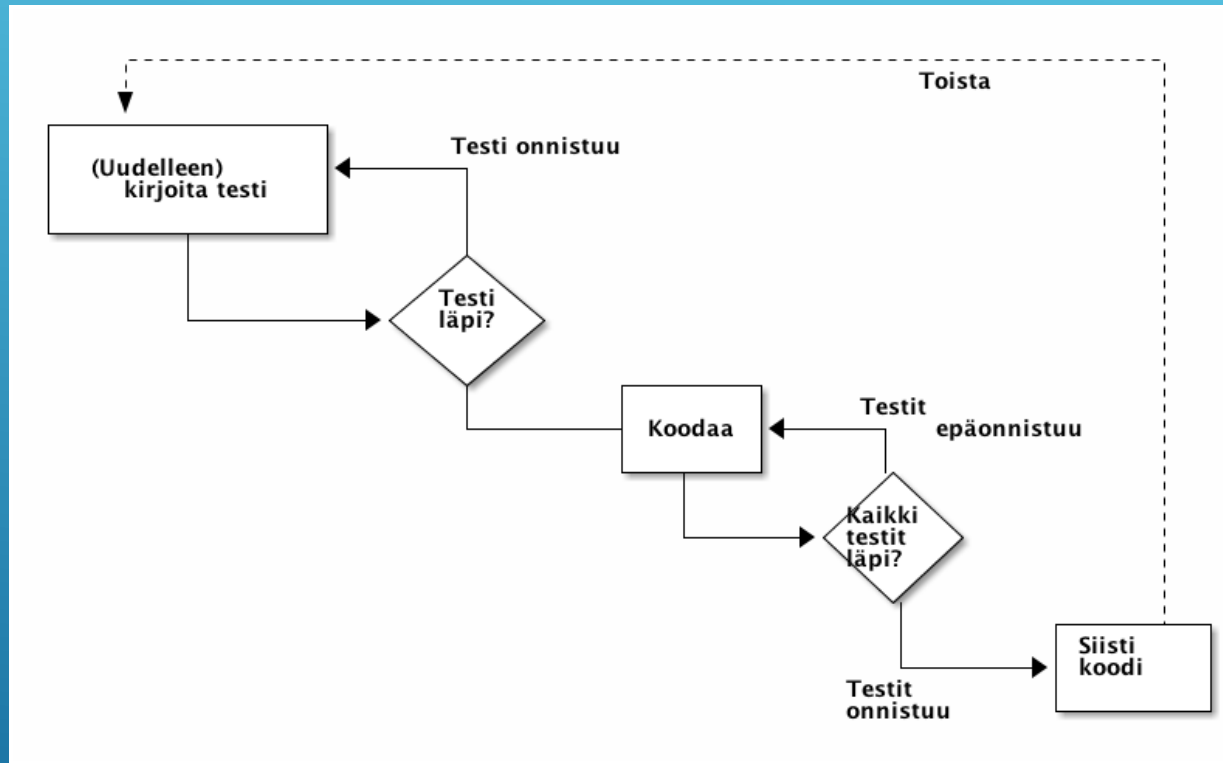 Toista
Testi onnistuu
(Uudelleen)
kirjoita testi
Testi
läpi?
Koodaa
Testit
epäonnistuu
Kaikki
testit
läpi?
Siisti
koodi
Testit
onnistuu